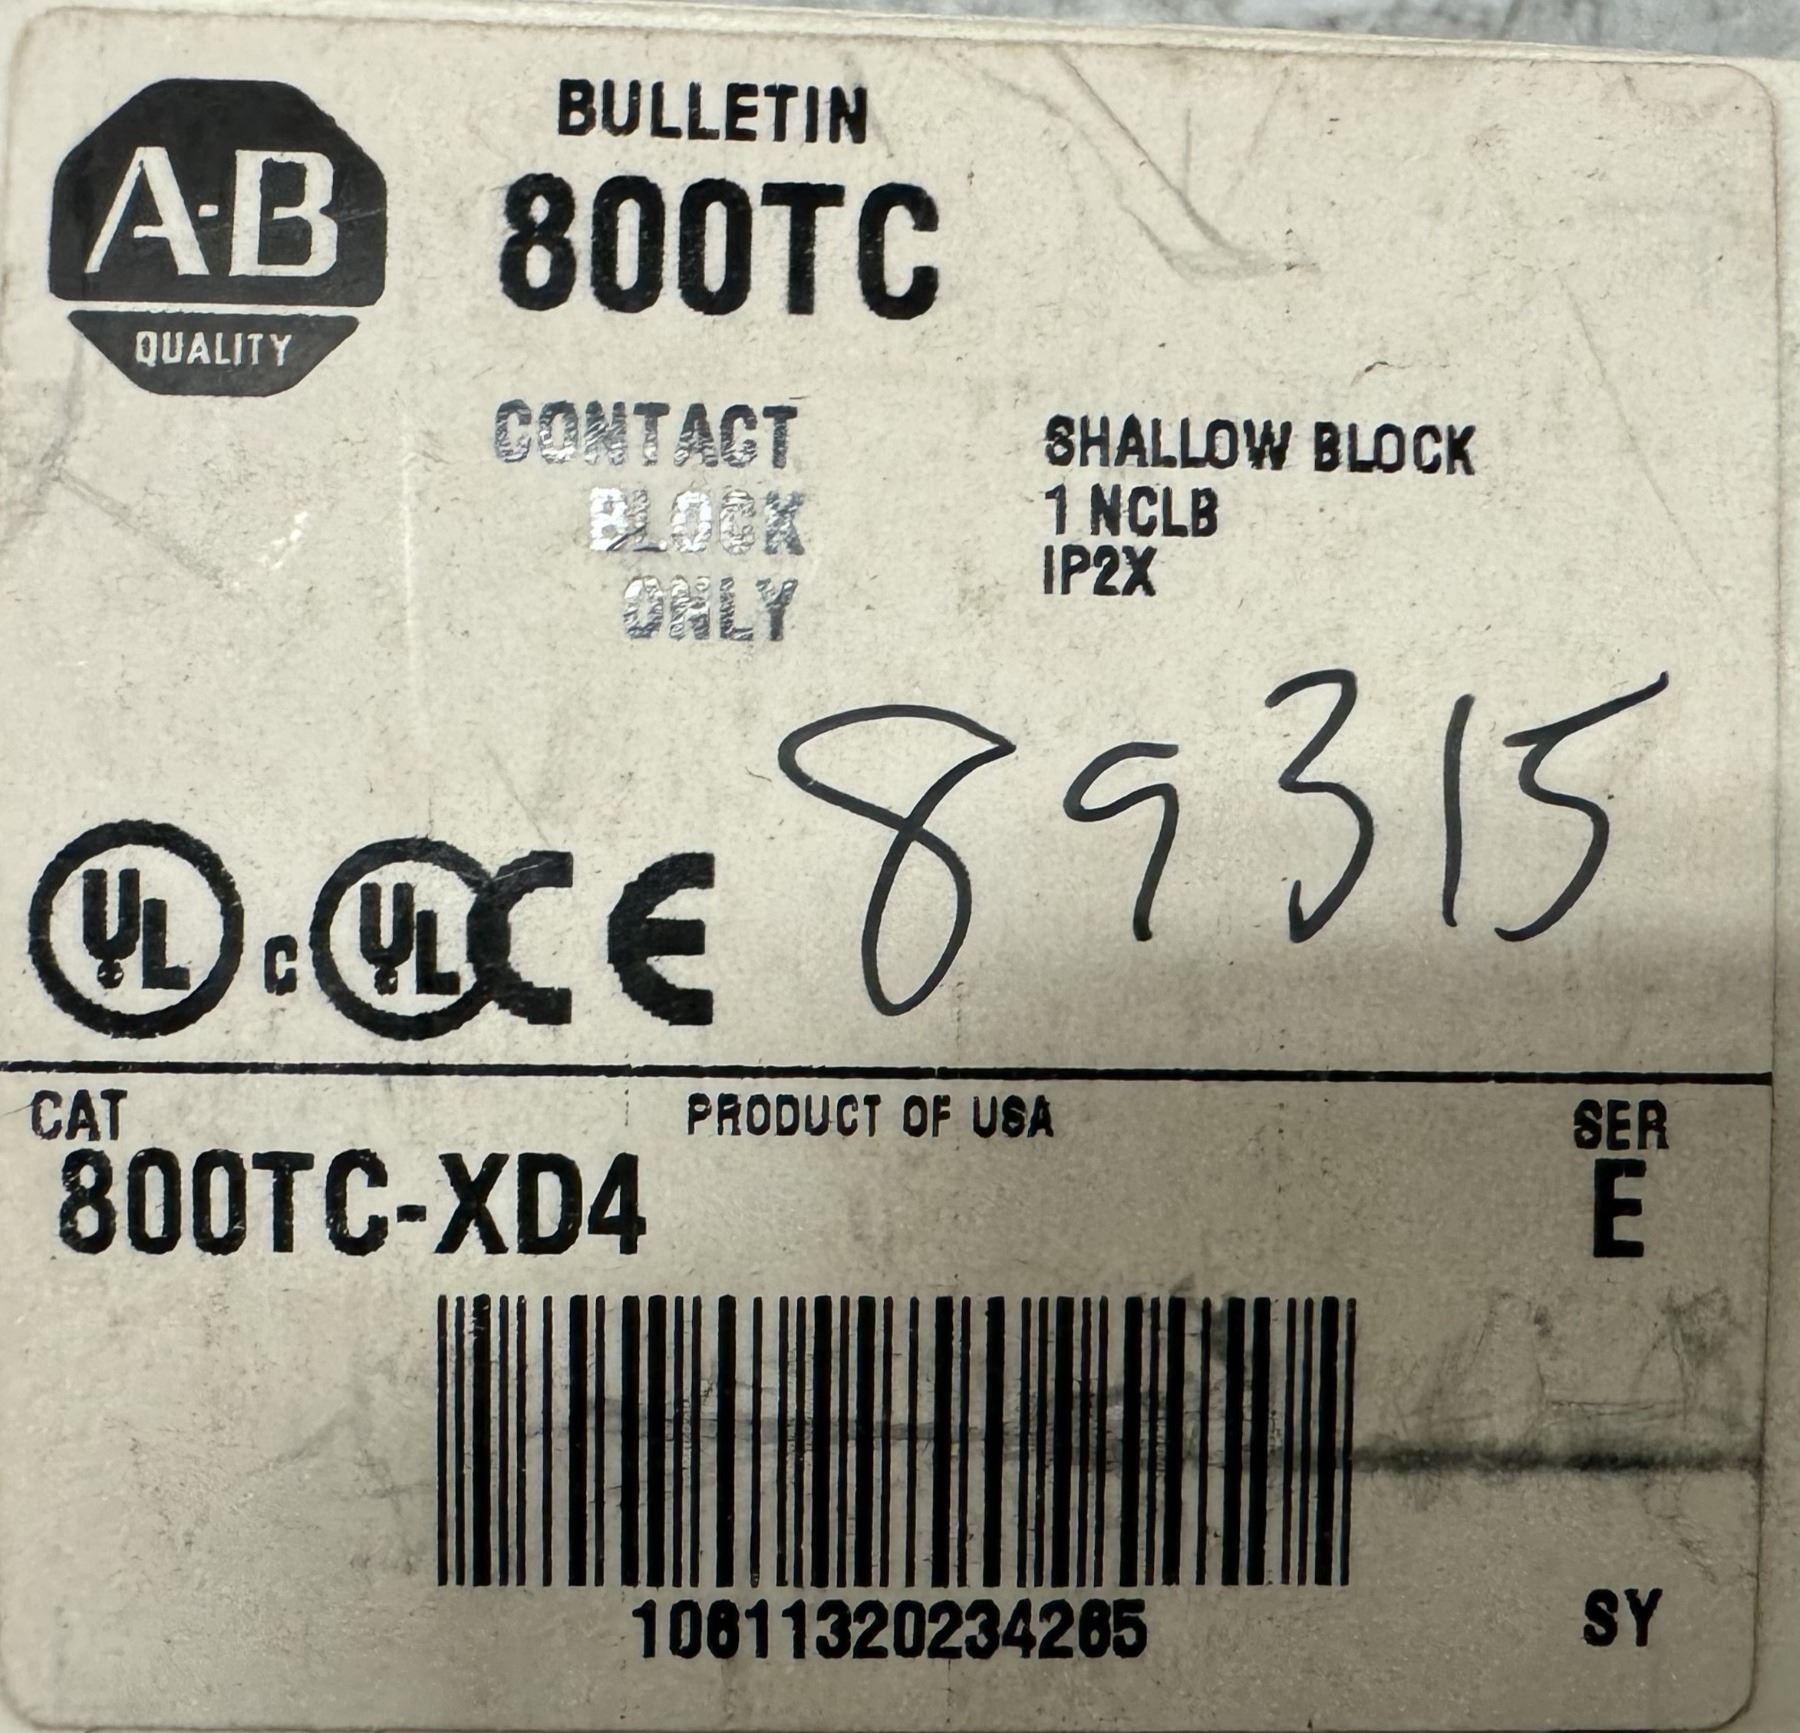 A-B
QUALITY
BULLETIN
800TC
CONTACT
BLOCK
ONLY
SHALLOW BLOCK
1 NCLB
IP2X
89315
UL
c UL
CE
CAT
800TC-XD4
PRODUCT OF USA
SER
E
10611320234265
SY